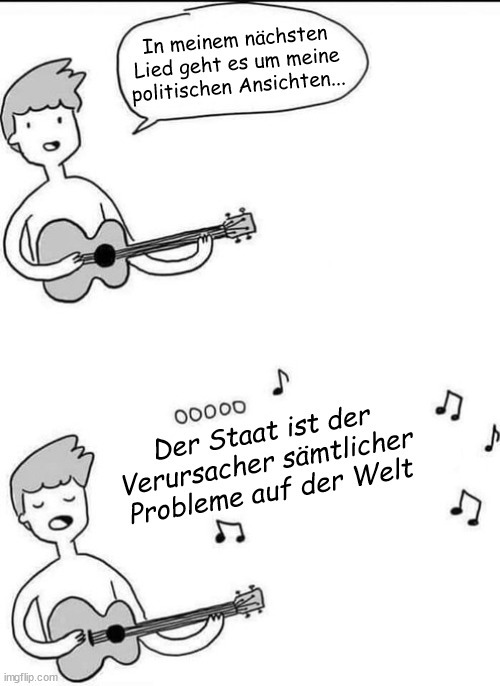 In meinem nächsten
Lied geht es um meine
politischen Ansichten...
ooooo
Der Staat ist der
Verursacher sämtlicher
Probleme auf der Welt
imgflip.com